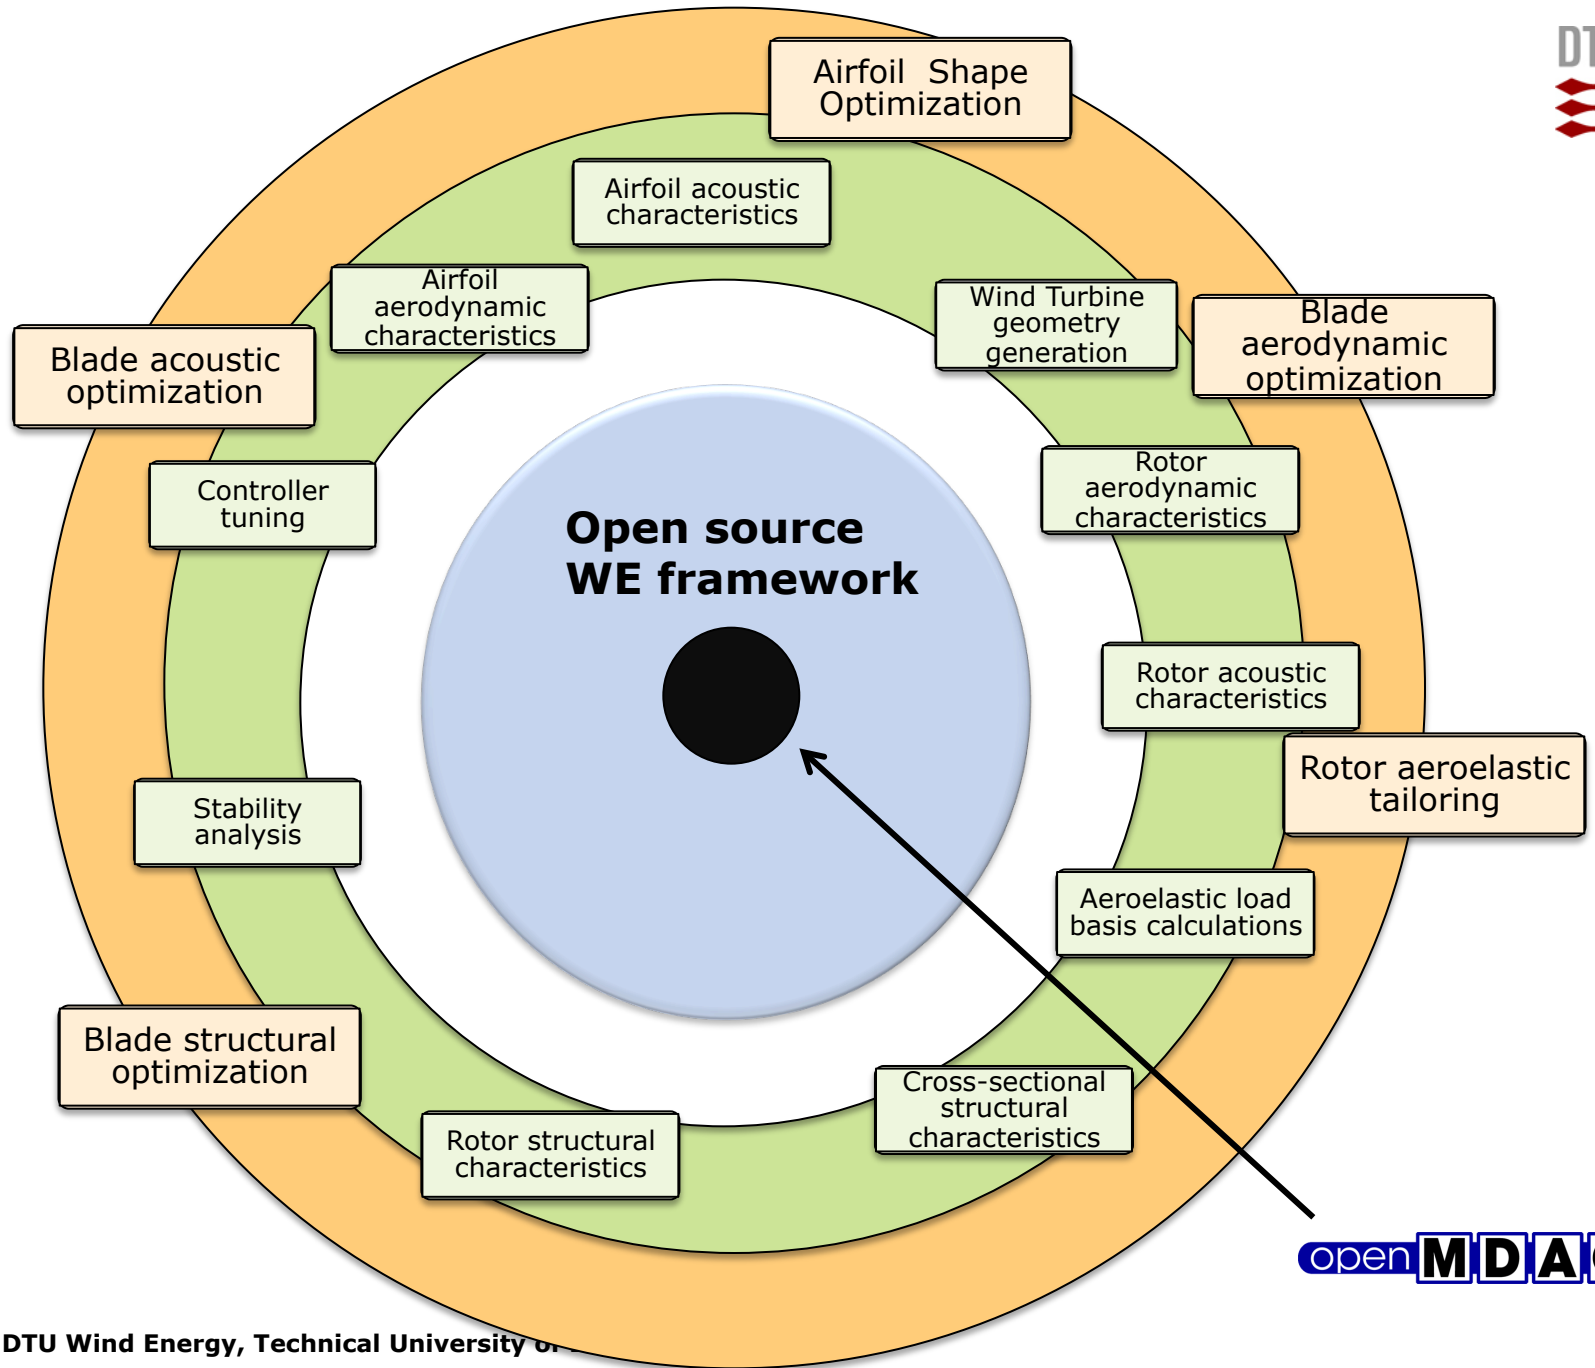 Airfoil Shape
Optimization
Airfoil acoustic
characteristics
Airfoil
aerodynamic
characteristics
Wind Turbine
geometry
generation
Blade
aerodynamic
optimization
Blade acoustic
optimization
Controller
tuning
Rotor
aerodynamic
characteristics
Open source
WE framework
Rotor acoustic
characteristics
Rotor aeroelastic
tailoring
Stability
analysis
Aeroelastic load
basis calculations
Blade structural
optimization
Cross-sectional
structural
characteristics
Rotor structural
characteristics
open MDA
DTU Wind Energy, Technical University